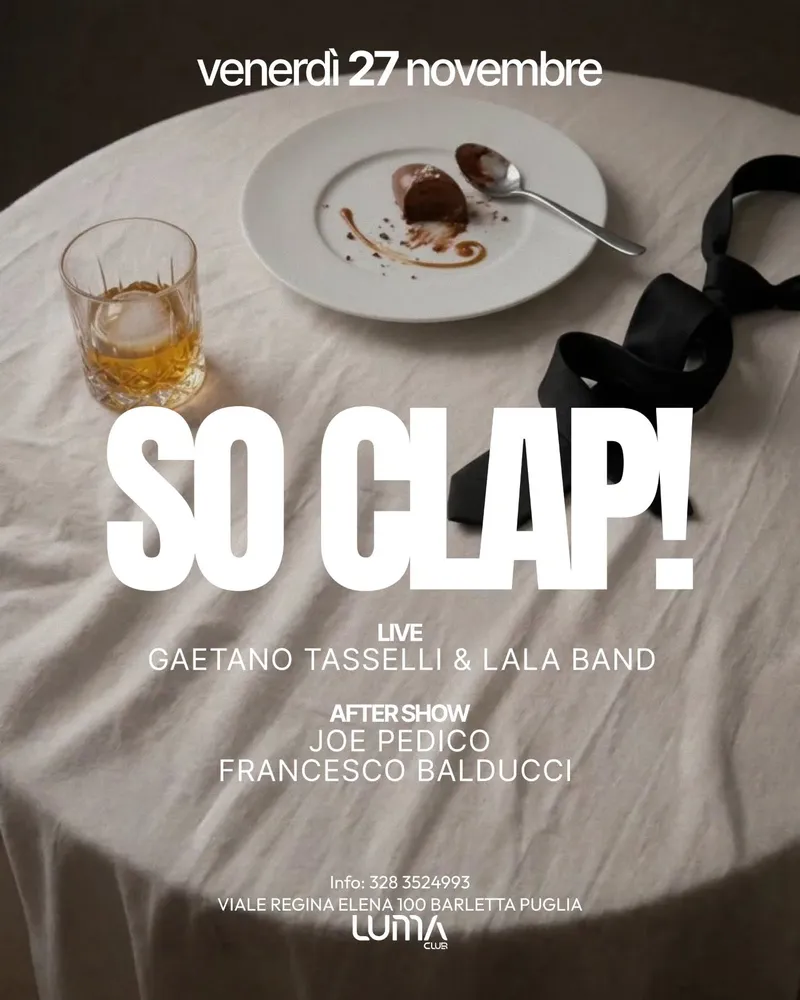 venerdì 27 novembre
SO CLAP!
LIVE
GAETANO TASSELLI & LALA BAND
AFTER SHOW
JOE PEDICO
FRANCESCO BALDUCCI
Info: 328 3524993
VIALE REGINA ELENA 100 BARLETTA PUGLIA
LUMA
CLUB